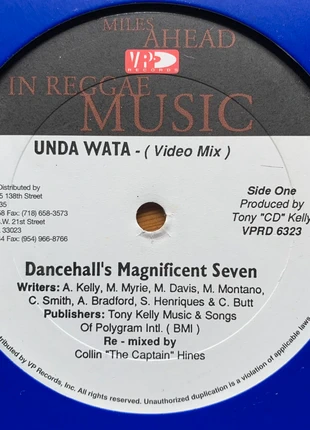 MILES
AHEAD
VP
RECORDS
IN REGGAE
MUSIC
UNDA WATA - ( Video Mix )
Distributed by
5 138th Street
35
58 Fax: (718) 658-3573
.W. 21st Street
33023
54 Fax: (954) 966-8766
Side One
Produced by
Tony "CD" Kelly
VPRD 6323
Dancehall's Magnificent Seven
Writers: A. Kelly, M. Myrie, M. Davis, M. Montano,
C. Smith, A. Bradford, S. Henriques & C. Butt
Publishers: Tony Kelly Music & Songs
Of Polygram Intl. ( BMI )
Re - mixed by
Collin "The Captain" Hines
tributed by VP Records, Inc. All rights reserved. Unauthorized duplication is a violation of applicable laws.